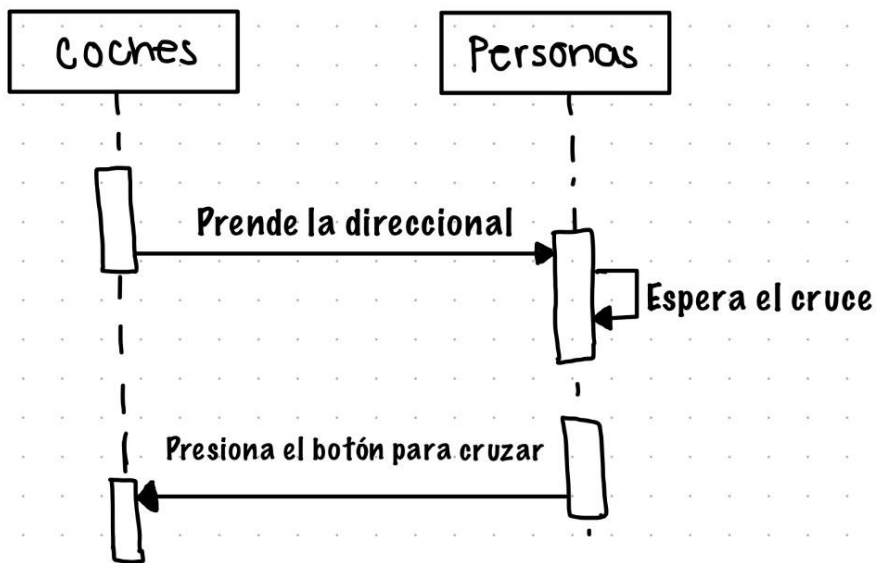 Coches
Personas
Prende la direccional
Espera el cruce
Presiona el botón para cruzar